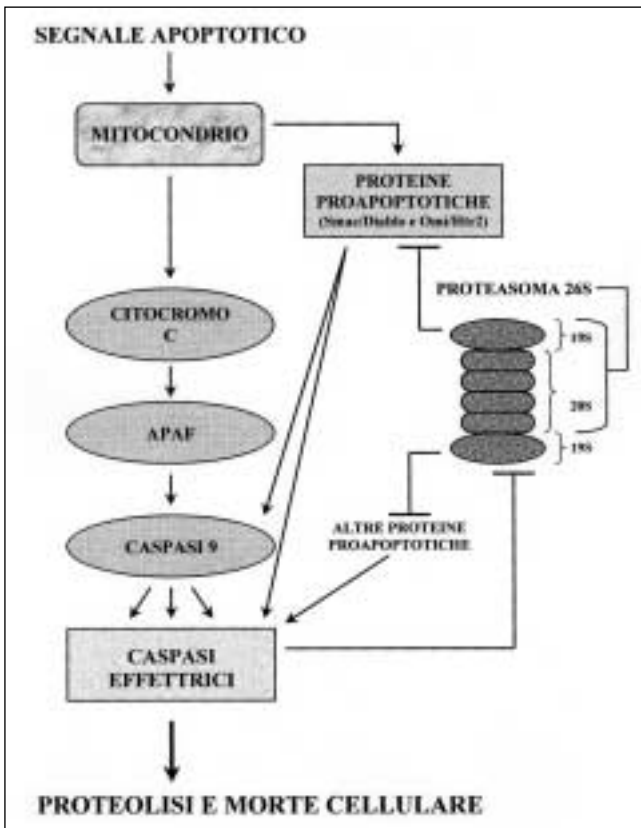 SEGNALE APOPTOTICO
MITOCONDRIO
PROTEINE
PROAPOPTOTICHE
(Smac/Diablo e Omi/Htr2)
PROTEASOMA 26S
CITOCROMO
C
19S
20S
APAF
19S
ALTRE PROTEINE
PROAPOPTOTICHE
CASPASI 9
CASPASI
EFFETTRICI
PROTEOLISI E MORTE CELLULARE